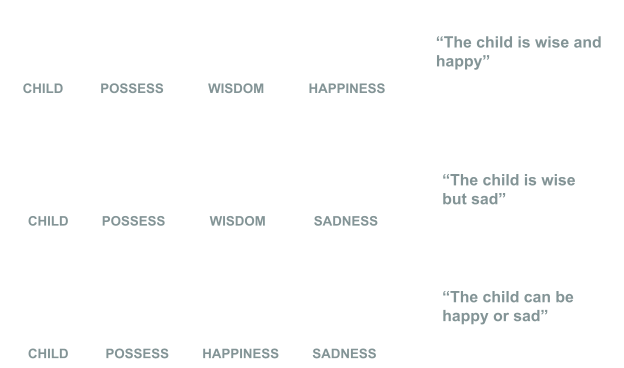 “The child is wise and
happy”
CHILD POSSESS WISDOM HAPPINESS
“The child is wise
but sad”
CHILD POSSESS WISDOM SADNESS
“The child can be
happy or sad”
CHILD POSSESS HAPPINESS SADNESS